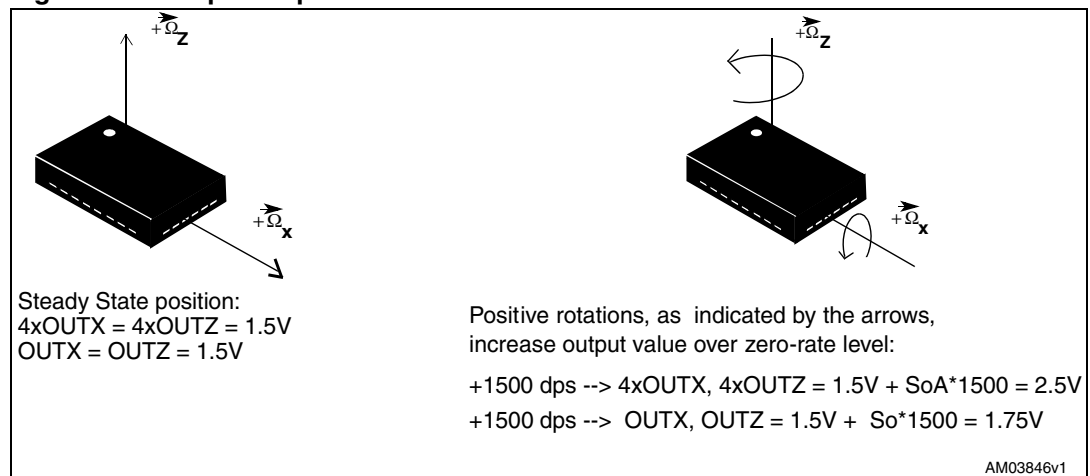 +Ω Z
+Ω x
Steady State position:
4xOUTX = 4xOUTZ = 1.5V
OUTX = OUTZ = 1.5V
+Ω Z
+Ω x
Positive rotations, as indicated by the arrows,
increase output value over zero-rate level:
+1500 dps --> 4xOUTX, 4xOUTZ = 1.5V + SoA*1500 = 2.5V
+1500 dps --> OUTX, OUTZ = 1.5V + So*1500 = 1.75V
AM03846v1